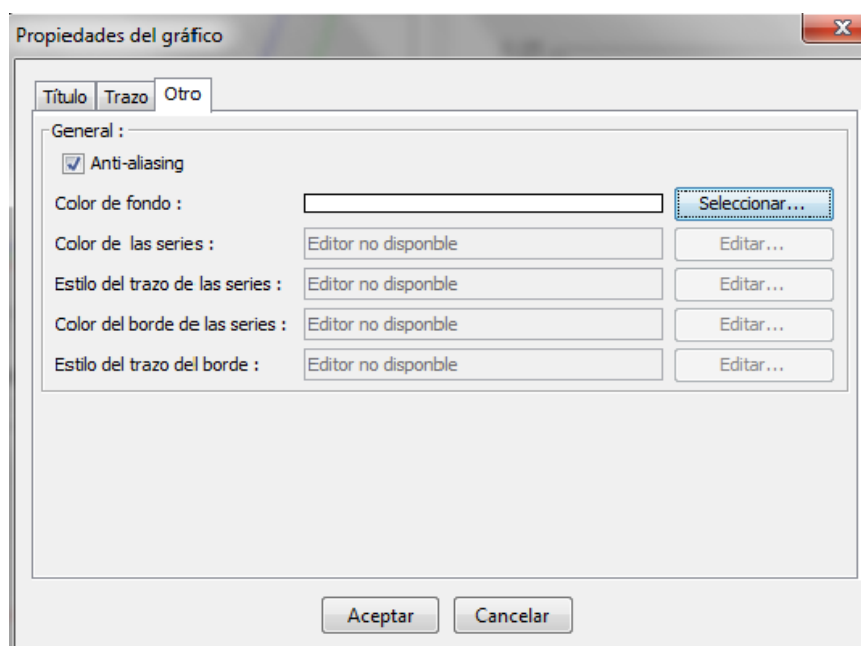 Propiedades del gráfico
Título Trazo Otro
General :
Anti-aliasing
Color de fondo : Seleccionar...
Color de las series : Editor no disponble Editar...
Estilo del trazo de las series : Editor no disponble Editar...
Color del borde de las series : Editor no disponble Editar...
Estilo del trazo del borde : Editor no disponble Editar...
Aceptar Cancelar